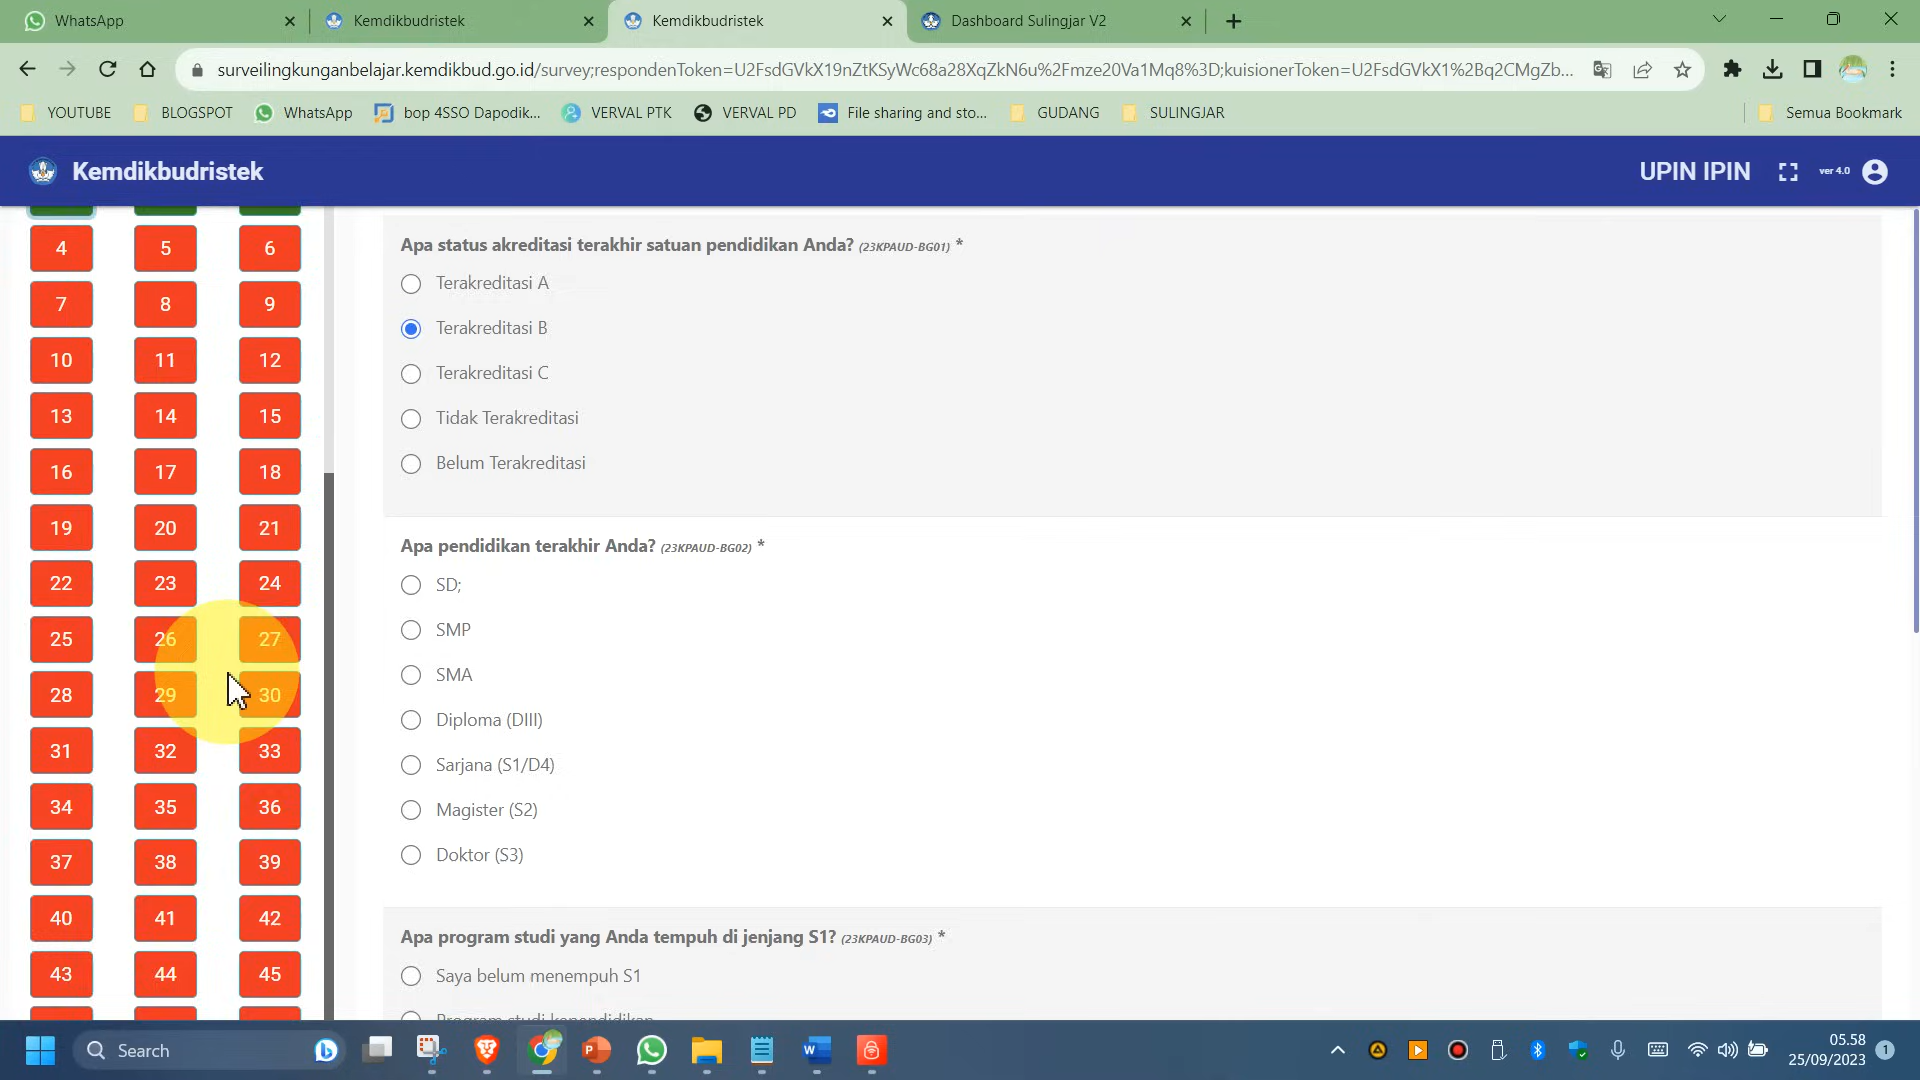 WhatsApp
Kemdikbudristek
Kemdikbudristek
Dashboard Sulingjar V2
surveilingkunganbelajar.kemdikbud.go.id/survey;respondenToken=U2FsdGVkX19nZtKSyWc68a28XqZkN6u%2Fmze20Va1Mq8%3D;kuisionerToken=U2FsdGVkX1%2Bq2CMgZb...
YOUTUBE
BLOGSPOT
WhatsApp
bop 4SSO Dapodik...
VERVAL PTK
VERVAL PD
File sharing and sto...
GUDANG
SULINGJAR
Semua Bookmark
Kemdikbudristek
UPIN IPIN
ver 4.0
4 5 6
7 8 9
10 11 12
13 14 15
16 17 18
19 20 21
22 23 24
25 26 27
28 29 30
31 32 33
34 35 36
37 38 39
40 41 42
43 44 45
Apa status akreditasi terakhir satuan pendidikan Anda? (23KPAUD-BG01) *
Terakreditasi A
Terakreditasi B
Terakreditasi C
Tidak Terakreditasi
Belum Terakreditasi
Apa pendidikan terakhir Anda? (23KPAUD-BG02) *
SD;
SMP
SMA
Diploma (DIII)
Sarjana (S1/D4)
Magister (S2)
Doktor (S3)
Apa program studi yang Anda tempuh di jenjang S1? (23KPAUD-BG03) *
Saya belum menempuh S1
Program studi kependidikan
Search
05.58
25/09/2023
1